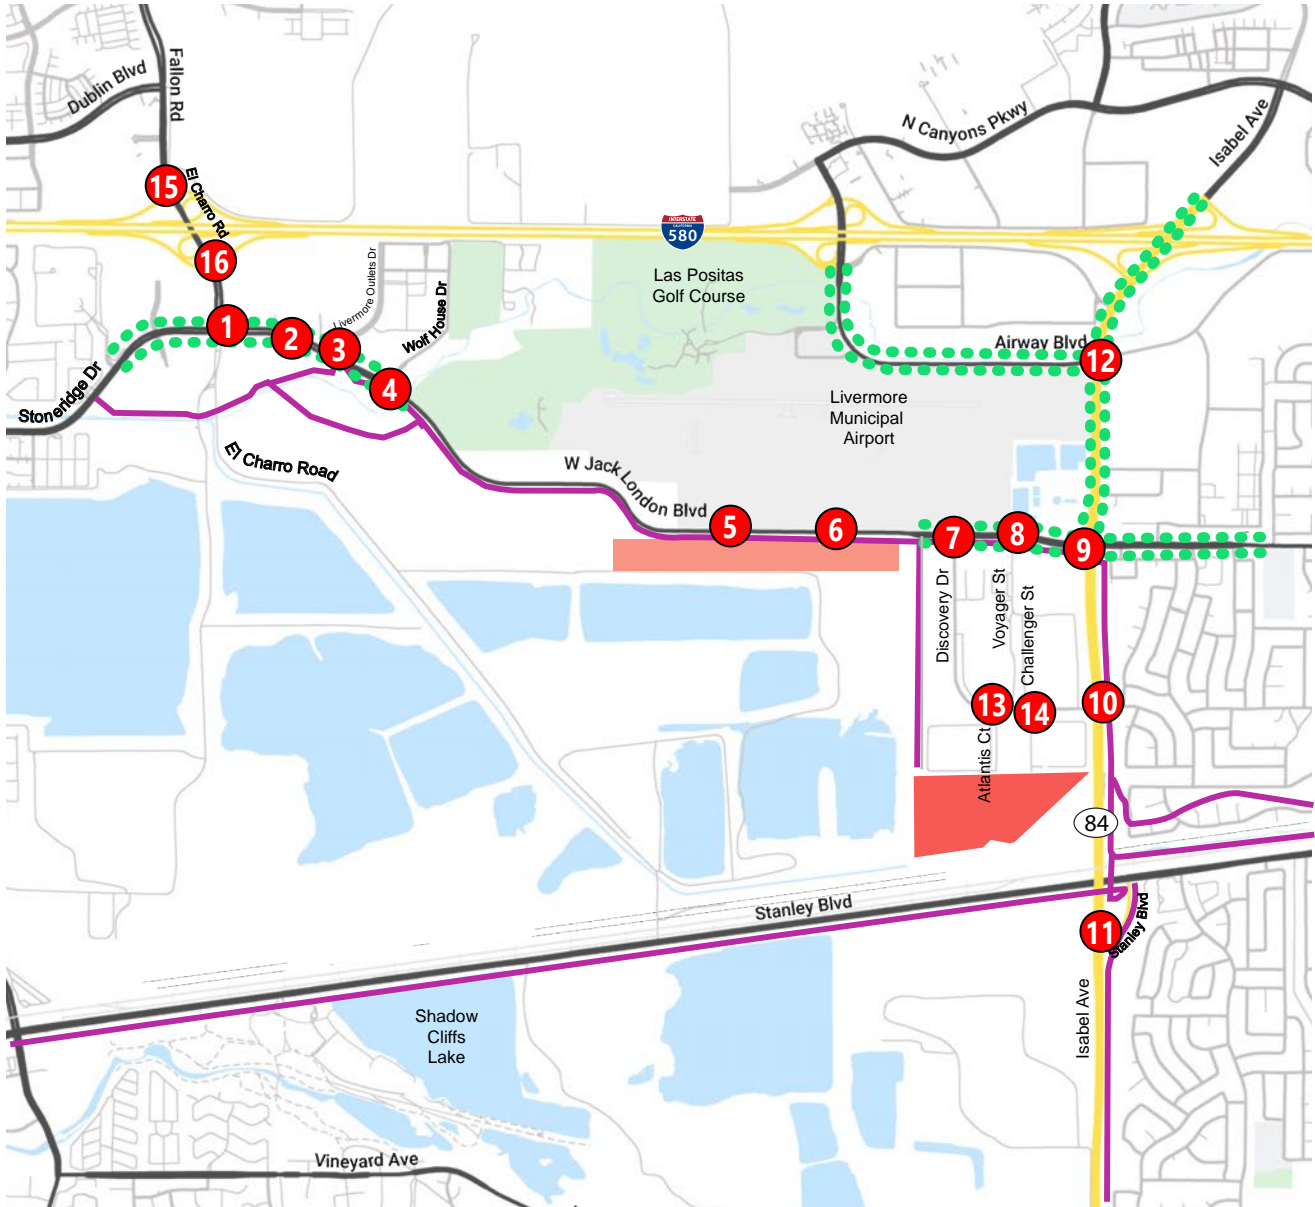 Dublin Blvd
Fallon Rd
N Canyons Pkwy
Isabel Ave
15
El Charro Rd
INTERSTATE
CALIFORNIA
580
16
Las Positas
Golf Course
Livermore Outlets Dr
Wolf House Dr
1
2
3
4
Airway Blvd
12
Stoneridge Dr
Livermore
Municipal
Airport
El Charro Road
W Jack London Blvd
5
6
7
8
9
Discovery Dr
Voyager St
Challenger St
13
14
10
Atlantis Ct
84
Stanley Blvd
11
Stanley Blvd
Shadow
Cliffs
Lake
Isabel Ave
Vineyard Ave